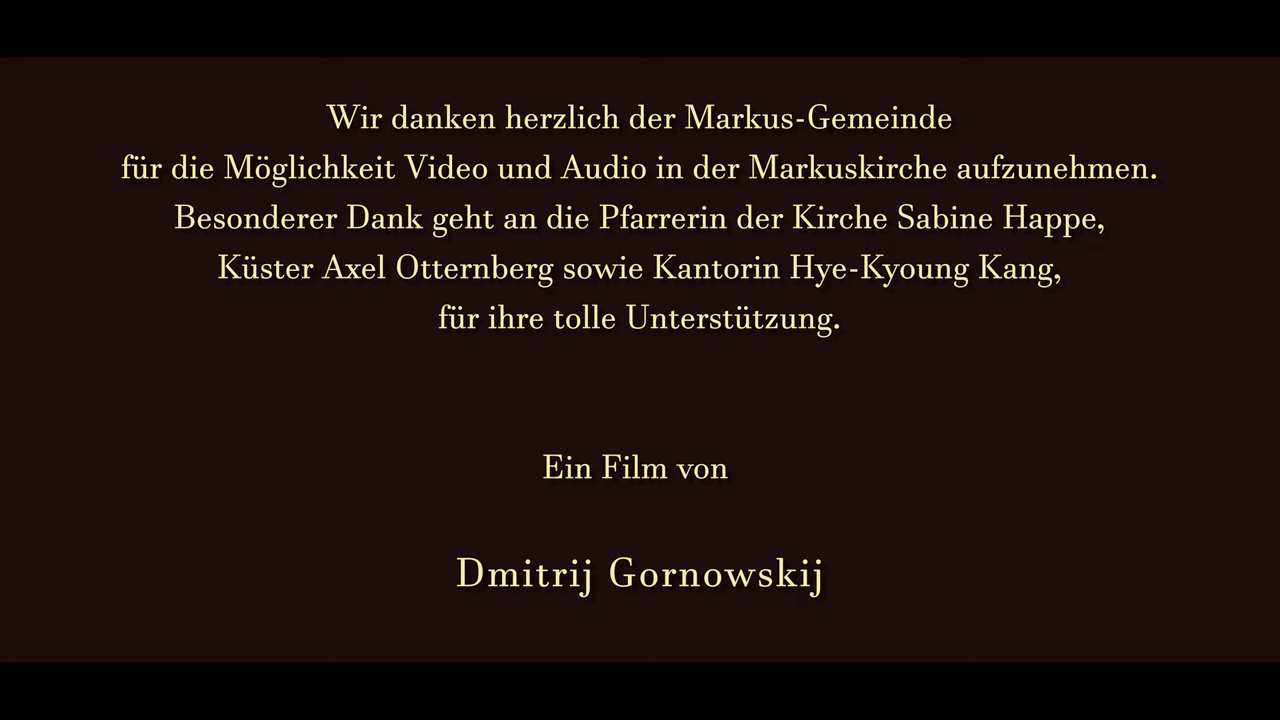 Wir danken herzlich der Markus-Gemeinde
für die Möglichkeit Video und Audio in der Markuskirche aufzunehmen.
Besonderer Dank geht an die Pfarrerin der Kirche Sabine Happe,
Küster Axel Otternberg sowie Kantorin Hye-Kyoung Kang,
für ihre tolle Unterstützung.
Ein Film von
Dmitrij Gornowskij